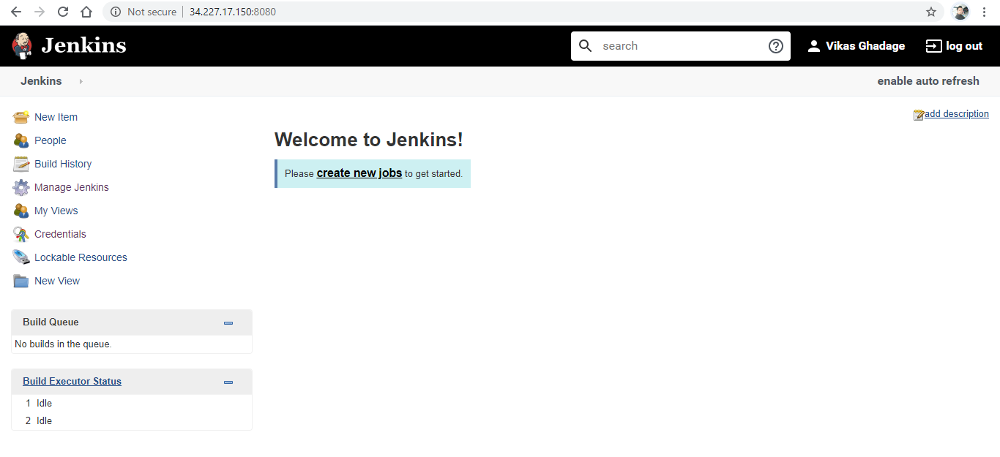 Not secure | 34.227.17.150:8080
Jenkins
search
Vikas Ghadage
log out
Jenkins
enable auto refresh
New Item
People
Build History
Manage Jenkins
My Views
Credentials
Lockable Resources
New View
add description
Welcome to Jenkins!
Please create new jobs to get started.
Build Queue
No builds in the queue.
Build Executor Status
1 Idle
2 Idle